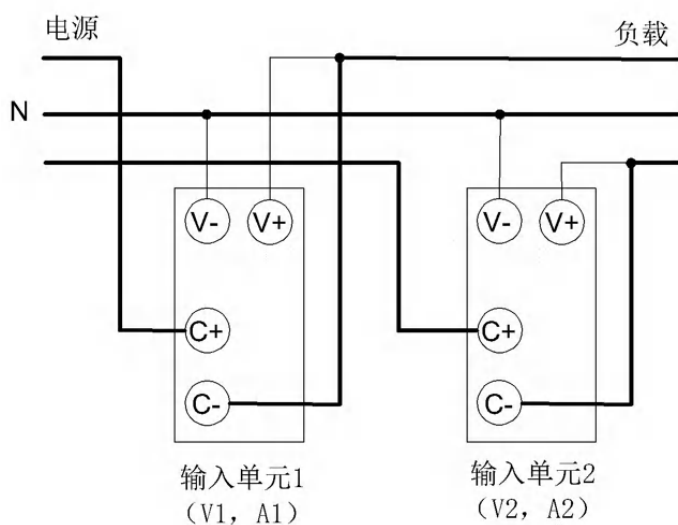 电源
负载
N
V-
V+
V-
V+
C+
C+
C-
C-
输入单元1
(V1, A1)
输入单元2
(V2, A2)